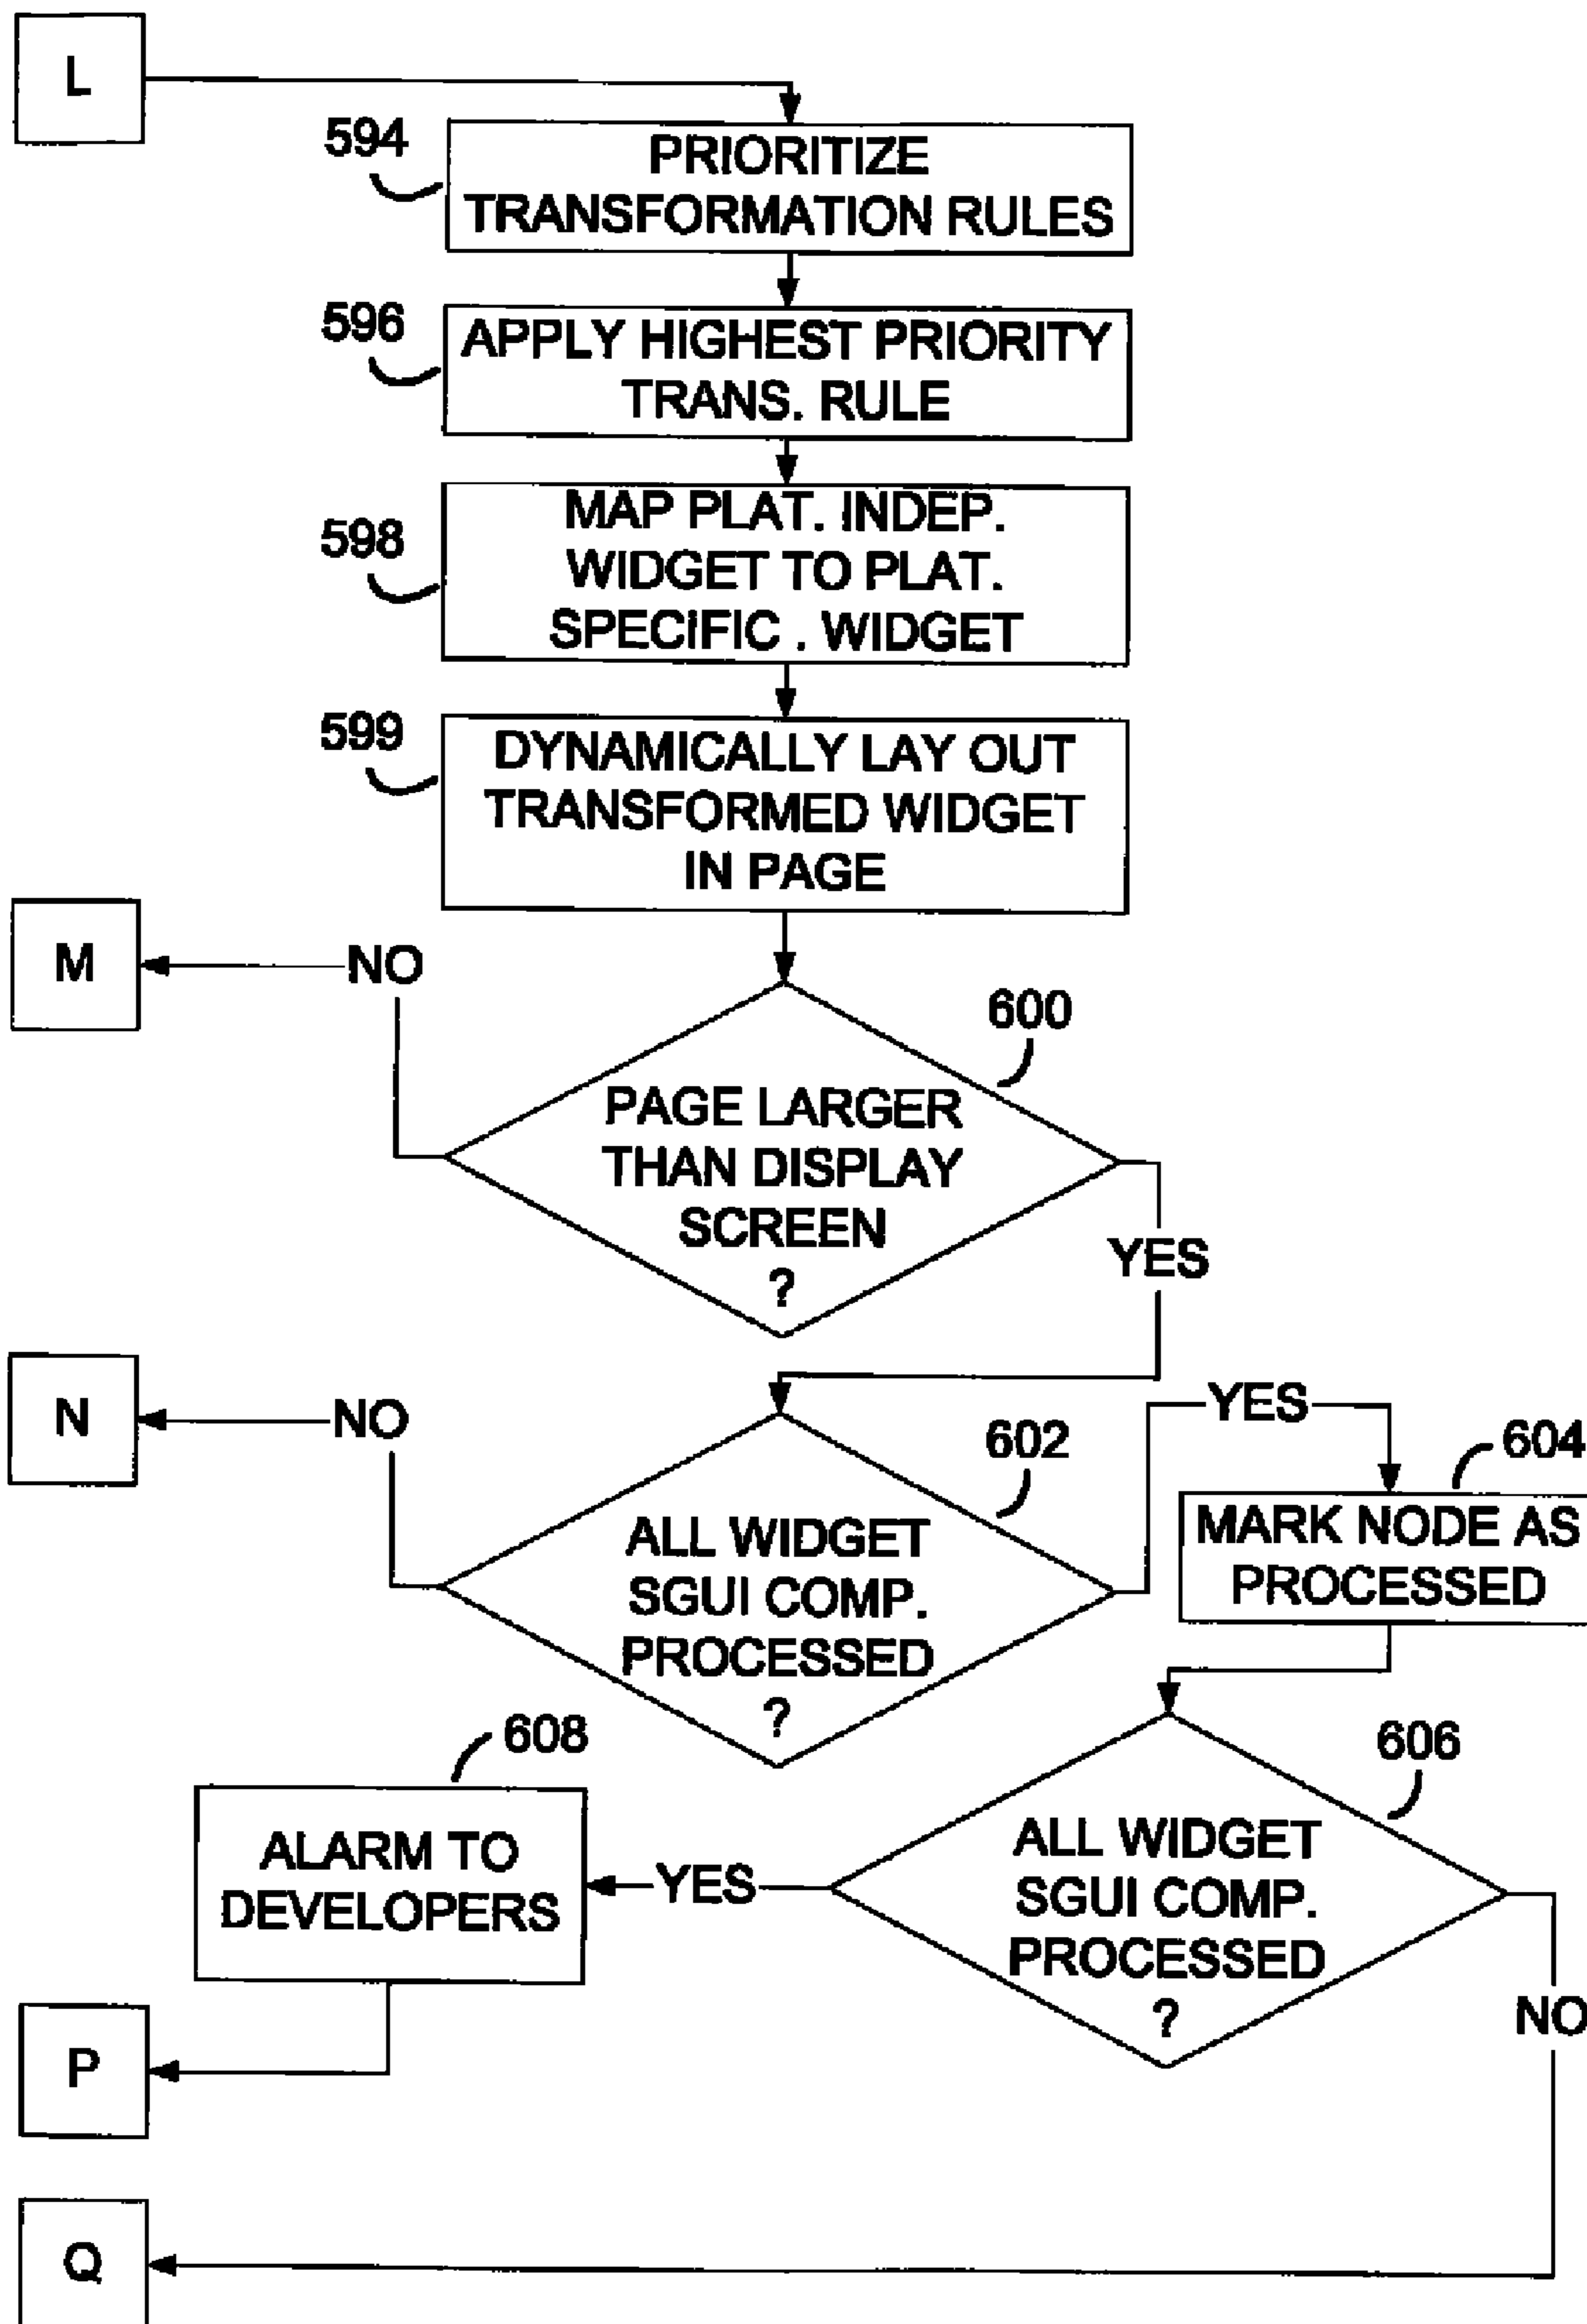 L
594
PRIORITIZE
TRANSFORMATION RULES
596
APPLY HIGHEST PRIORITY
TRANS. RULE
598
MAP PLAT. INDEP.
WIDGET TO PLAT.
SPECIFIC . WIDGET
599
DYNAMICALLY LAY OUT
TRANSFORMED WIDGET
IN PAGE
M
NO
600
PAGE LARGER
THAN DISPLAY
SCREEN
?
YES
N
NO
602
ALL WIDGET
SGUI COMP.
PROCESSED
?
YES
604
MARK NODE AS
PROCESSED
606
ALL WIDGET
SGUI COMP.
PROCESSED
?
YES
608
ALARM TO
DEVELOPERS
NO
P
Q